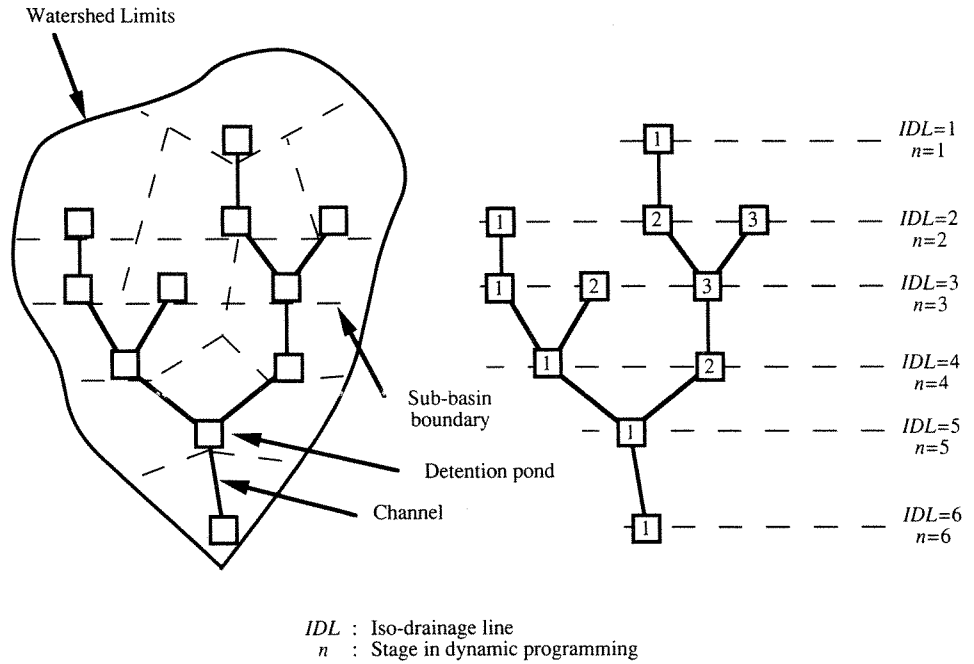 Watershed Limits
1
IDL=1
n=1
1
2
3
IDL=2
n=2
1
2
3
IDL=3
n=3
1
2
IDL=4
n=4
Sub-basin
boundary
1
IDL=5
n=5
Detention pond
Channel
1
IDL=6
n=6
IDL : Iso-drainage line
n : Stage in dynamic programming